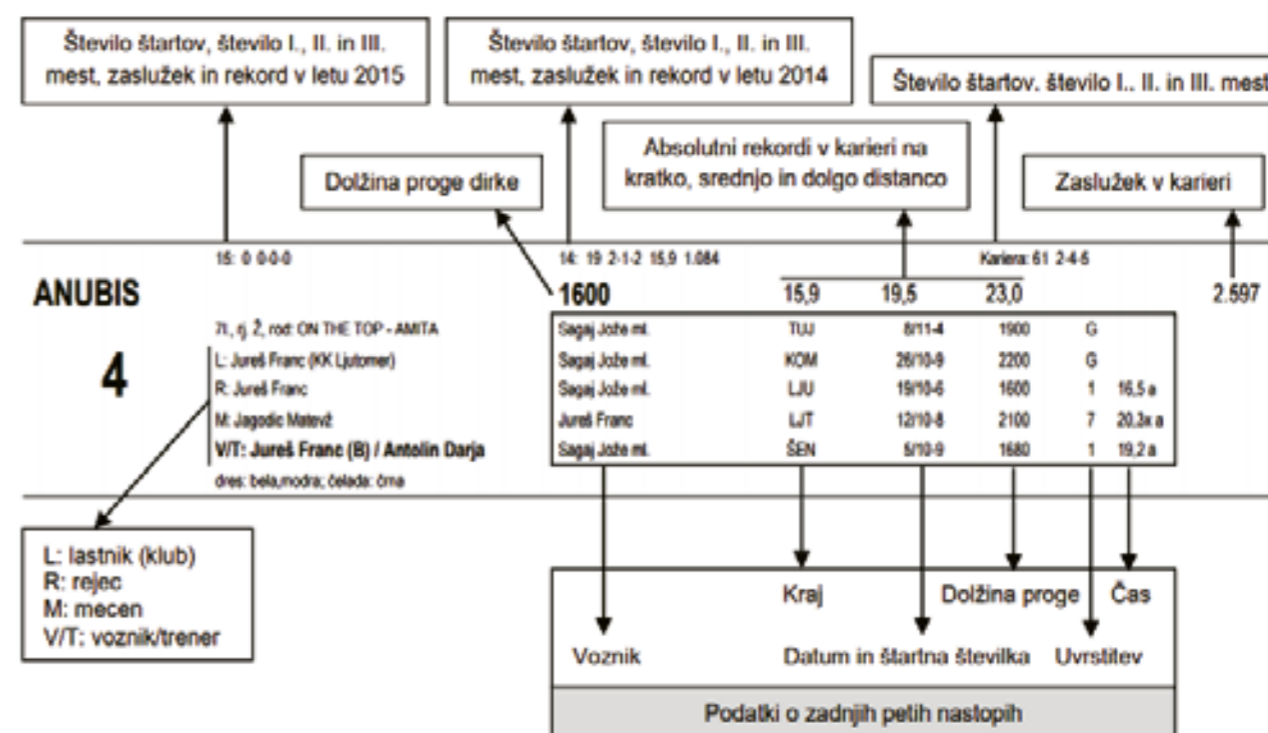 Število štartov, število I., II. in III.
mest, zaslužek in rekord v letu 2015
Število štartov, število I., II. in III.
mest, zaslužek in rekord v letu 2014
Število štartov. število I.. II. in III. mest
Dolžina proge dirke
Absolutni rekordi v karieri na
kratko, srednjo in dolgo distanco
Zaslužek v karieri
15: 0 0-0-0
14: 19 2-1-2 15,9 1.084
Kariera: 61 2-4-5
ANUBIS
1600 15,9 19,5 23,0 2.597
4
7l., rj. Ž, rod: ON THE TOP - AMITA
L: Jureš Franc (KK Ljutomer)
R: Jureš Franc
M: Jagodic Matevž
V/T: Jureš Franc (B) / Antolin Darja
dres: bela,modra; čelada: črna
Sagaj Jože ml. TUJ 8/11-4 1900 G
Sagaj Jože ml. KOM 26/10-9 2200 G
Sagaj Jože ml. LJU 19/10-6 1600 1 16,5 a
Jureš Franc LJT 12/10-8 2100 7 20,3x a
Sagaj Jože ml. ŠEN 5/10-9 1680 1 19,2 a
L: lastnik (klub)
R: rejec
M: mecen
V/T: voznik/trener
Kraj Dolžina proge Čas
Voznik Datum in štartna številka Uvrstitev
Podatki o zadnjih petih nastopih